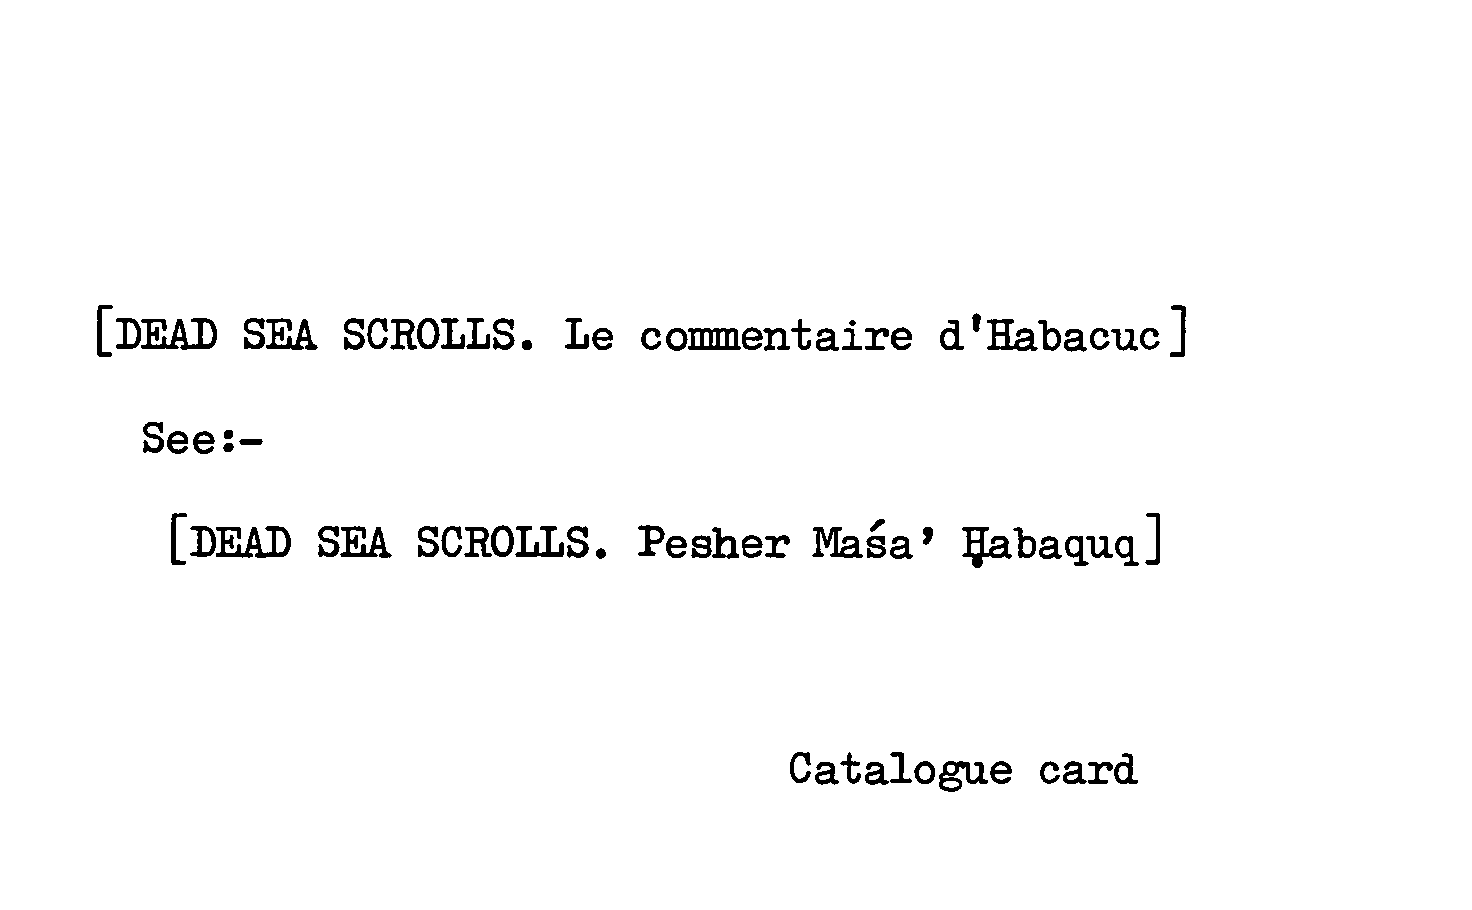 [DEAD SEA SCROLLS. Le commentaire d'Habacuc]
See:-
[DEAD SEA SCROLLS. Pesher Maśa’ Ḥabaquq]
Catalogue card